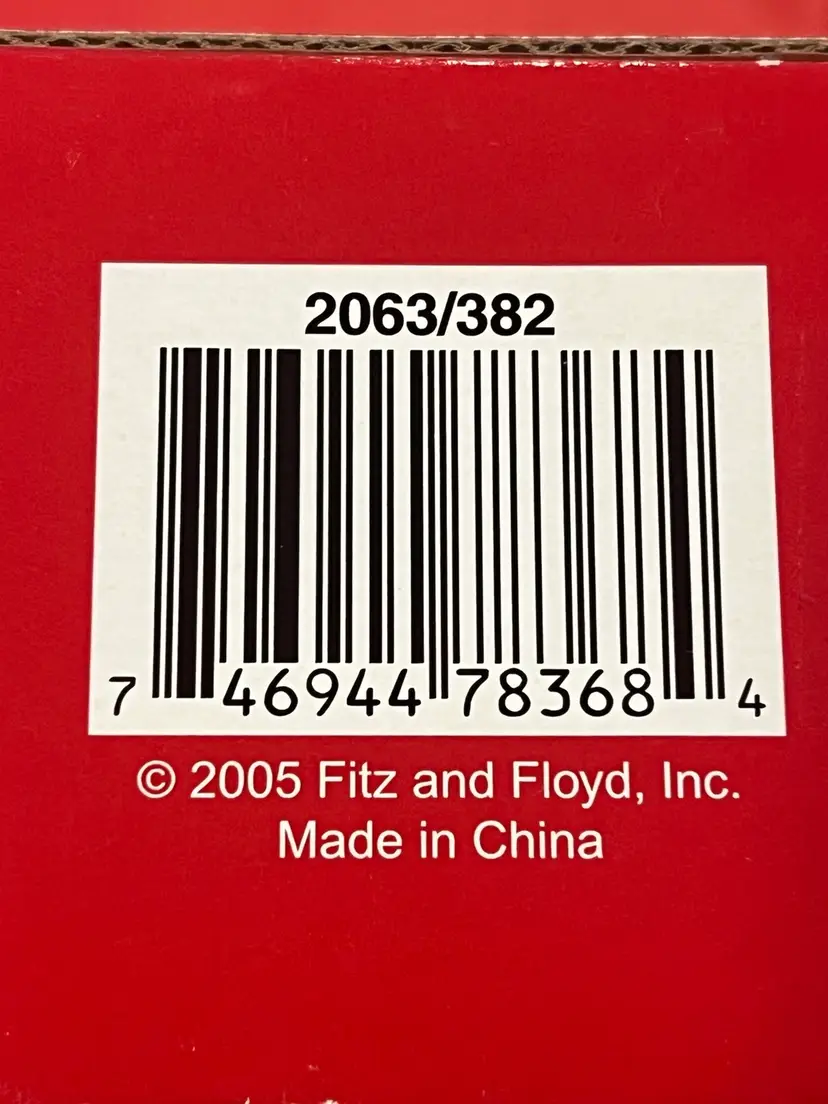 2063/382
7 46944 78368 4
© 2005 Fitz and Floyd, Inc.
Made in China